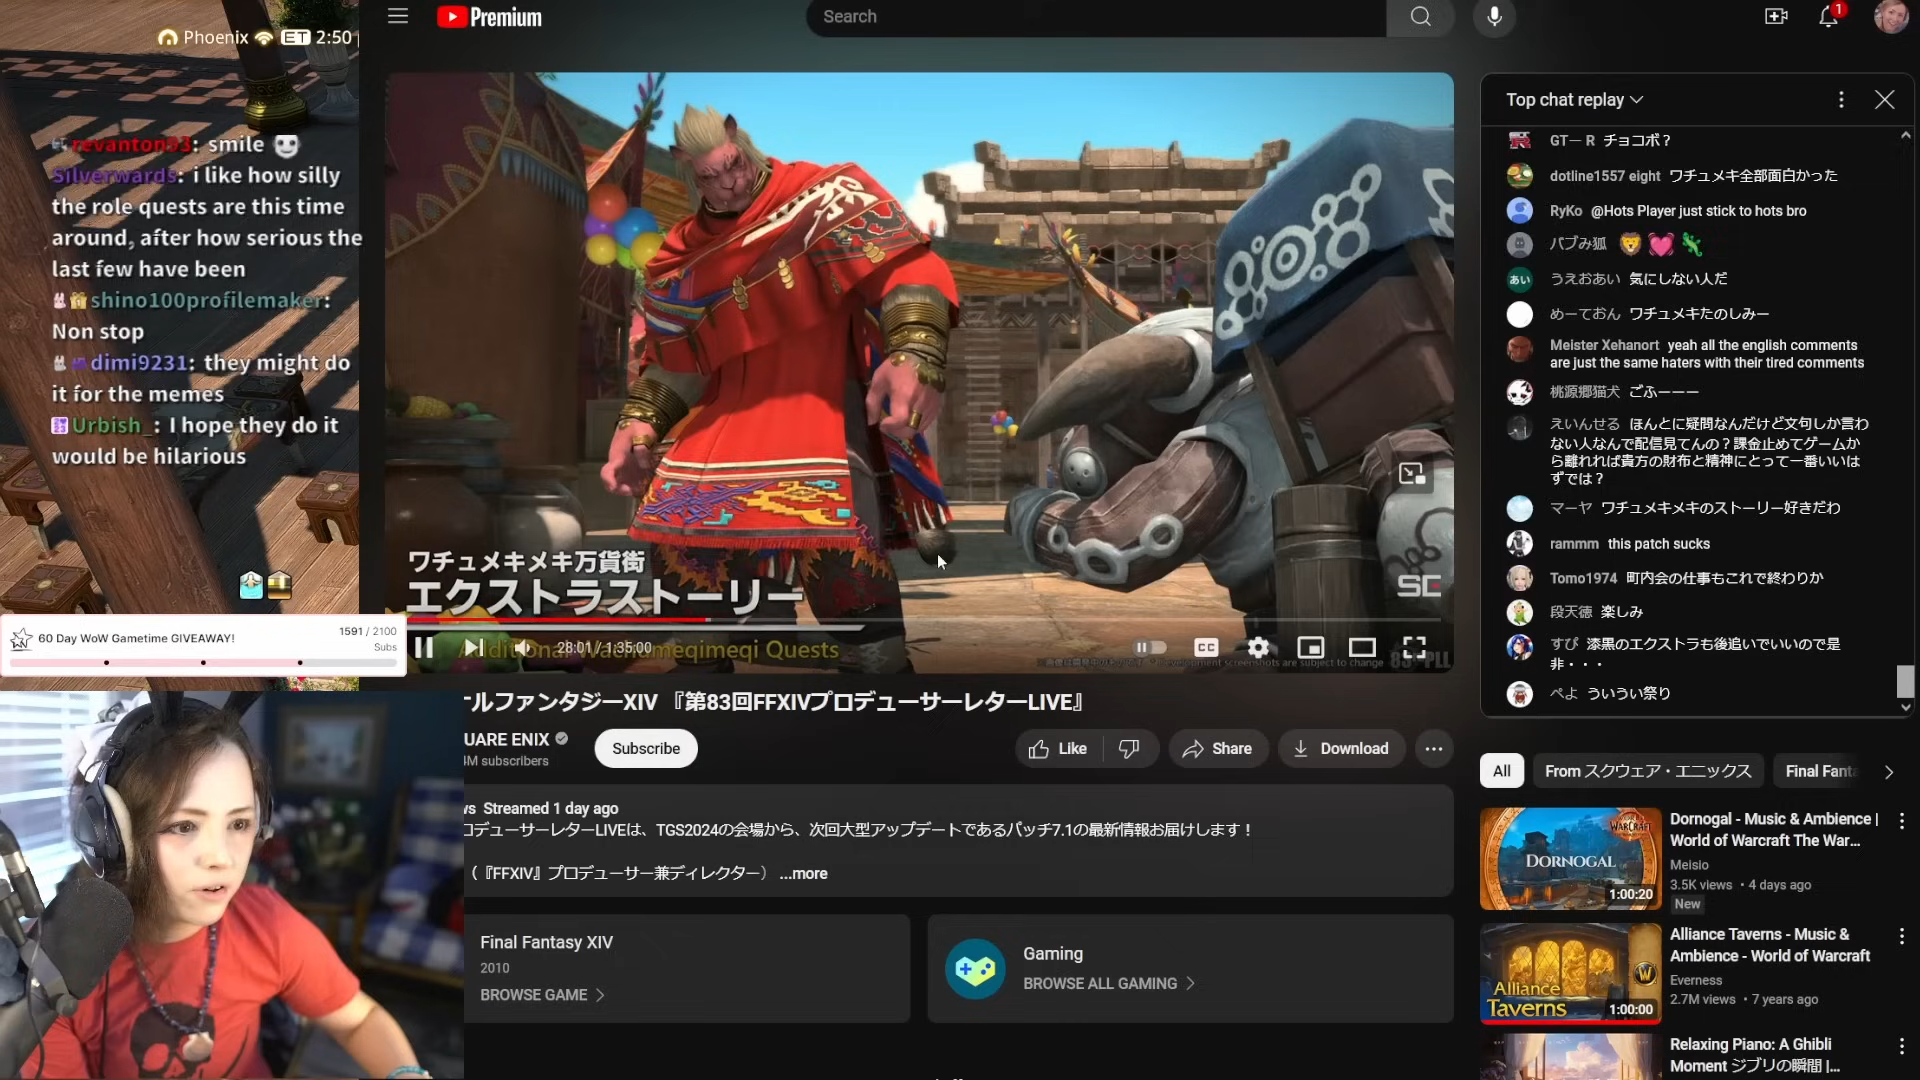 Phoenix ET 2:50
revanton93: smile
Silverwards: i like how silly
the role quests are this time
around, after how serious the
last few have been
shino100profilemaker:
Non stop
dimi9231: they might do
it for the memes
Urbish_: I hope they do it
would be hilarious
60 Day WoW Gametime GIVEAWAY!
1591 / 2100
Subs
Premium
Search
1
ワチュメキメキ万貨街
エクストラストーリー
Additional Wachumeqimeqi Quests
28:01 / 1:35:00
CC
screenshots are subject to change
ルファンタジーXIV 『第83回FFXIVプロデューサーレターLIVE』
UARE ENIX
4M subscribers
Subscribe
Like
Share
Download
ws Streamed 1 day ago
ロデューサーレターLIVEは、TGS2024の会場から、次回大型アップデートであるパッチ7.1の最新情報お届けします！
（『FFXIV』プロデューサー兼ディレクター） ...more
Final Fantasy XIV
2010
BROWSE GAME
Gaming
BROWSE ALL GAMING
Top chat replay
GT－R チョコボ？
dotline1557 eight ワチュメキ全部面白かった
RyKo @Hots Player just stick to hots bro
バブみ狐
あい うえおあい 気にしない人だ
めーておん ワチュメキたのしみー
Meister Xehanort yeah all the english comments
are just the same haters with their tired comments
桃源郷猫犬 ごふーーー
えいんせる ほんとに疑問なんだけど文句しか言わ
ない人なんで配信見てんの？課金止めてゲームか
ら離れれば貴方の財布と精神にとって一番いいは
ずでは？
マーヤ ワチュメキメキのストーリー好きだわ
rammm this patch sucks
Tomo1974 町内会の仕事もこれで終わりか
段天徳 楽しみ
すぴ 漆黒のエクストラも後追いでいいので是
非・・・
ぺよ ういうい祭り
All
From スクウェア・エニックス
Final Fanta
WARCRAFT
DORNOGAL
1:00:20
Dornogal - Music & Ambience |
World of Warcraft The War...
Meisio
3.5K views • 4 days ago
New
Alliance
Taverns
1:00:00
Alliance Taverns - Music &
Ambience - World of Warcraft
Everness
2.7M views • 7 years ago
Relaxing Piano: A Ghibli
Moment ジブリの瞬間 |...